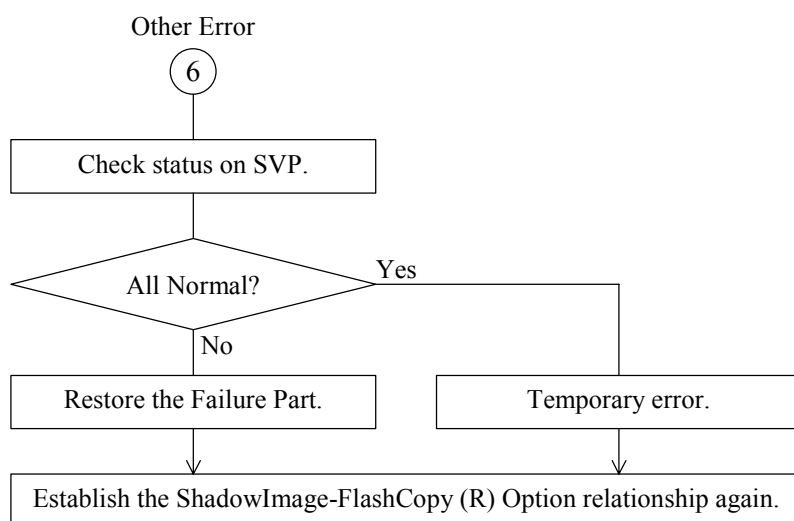 Other Error
6
Check status on SVP.
All Normal?
Yes
No
Restore the Failure Part.
Temporary error.
Establish the ShadowImage-FlashCopy (R) Option relationship again.